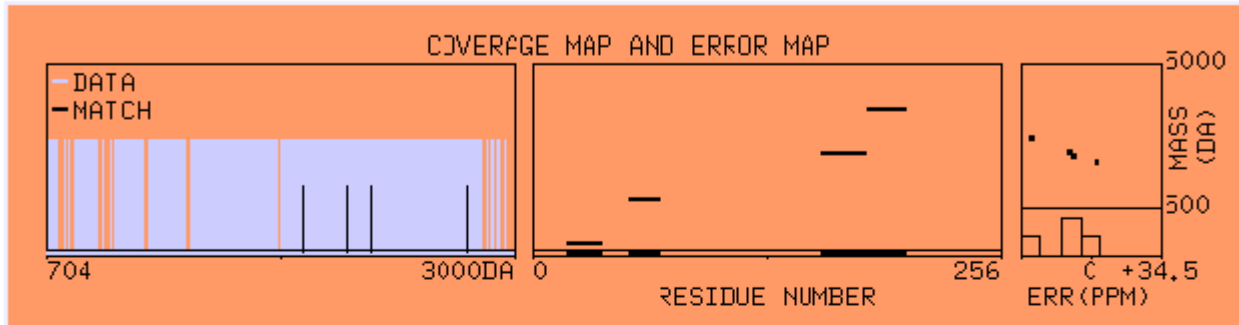 COVERAGE MAP AND ERROR MAP
DATA
MATCH
5000
MASS
(DA)
500
704
3000DA
0
256
C
+34.5
RESIDUE NUMBER
ERR(PPM)